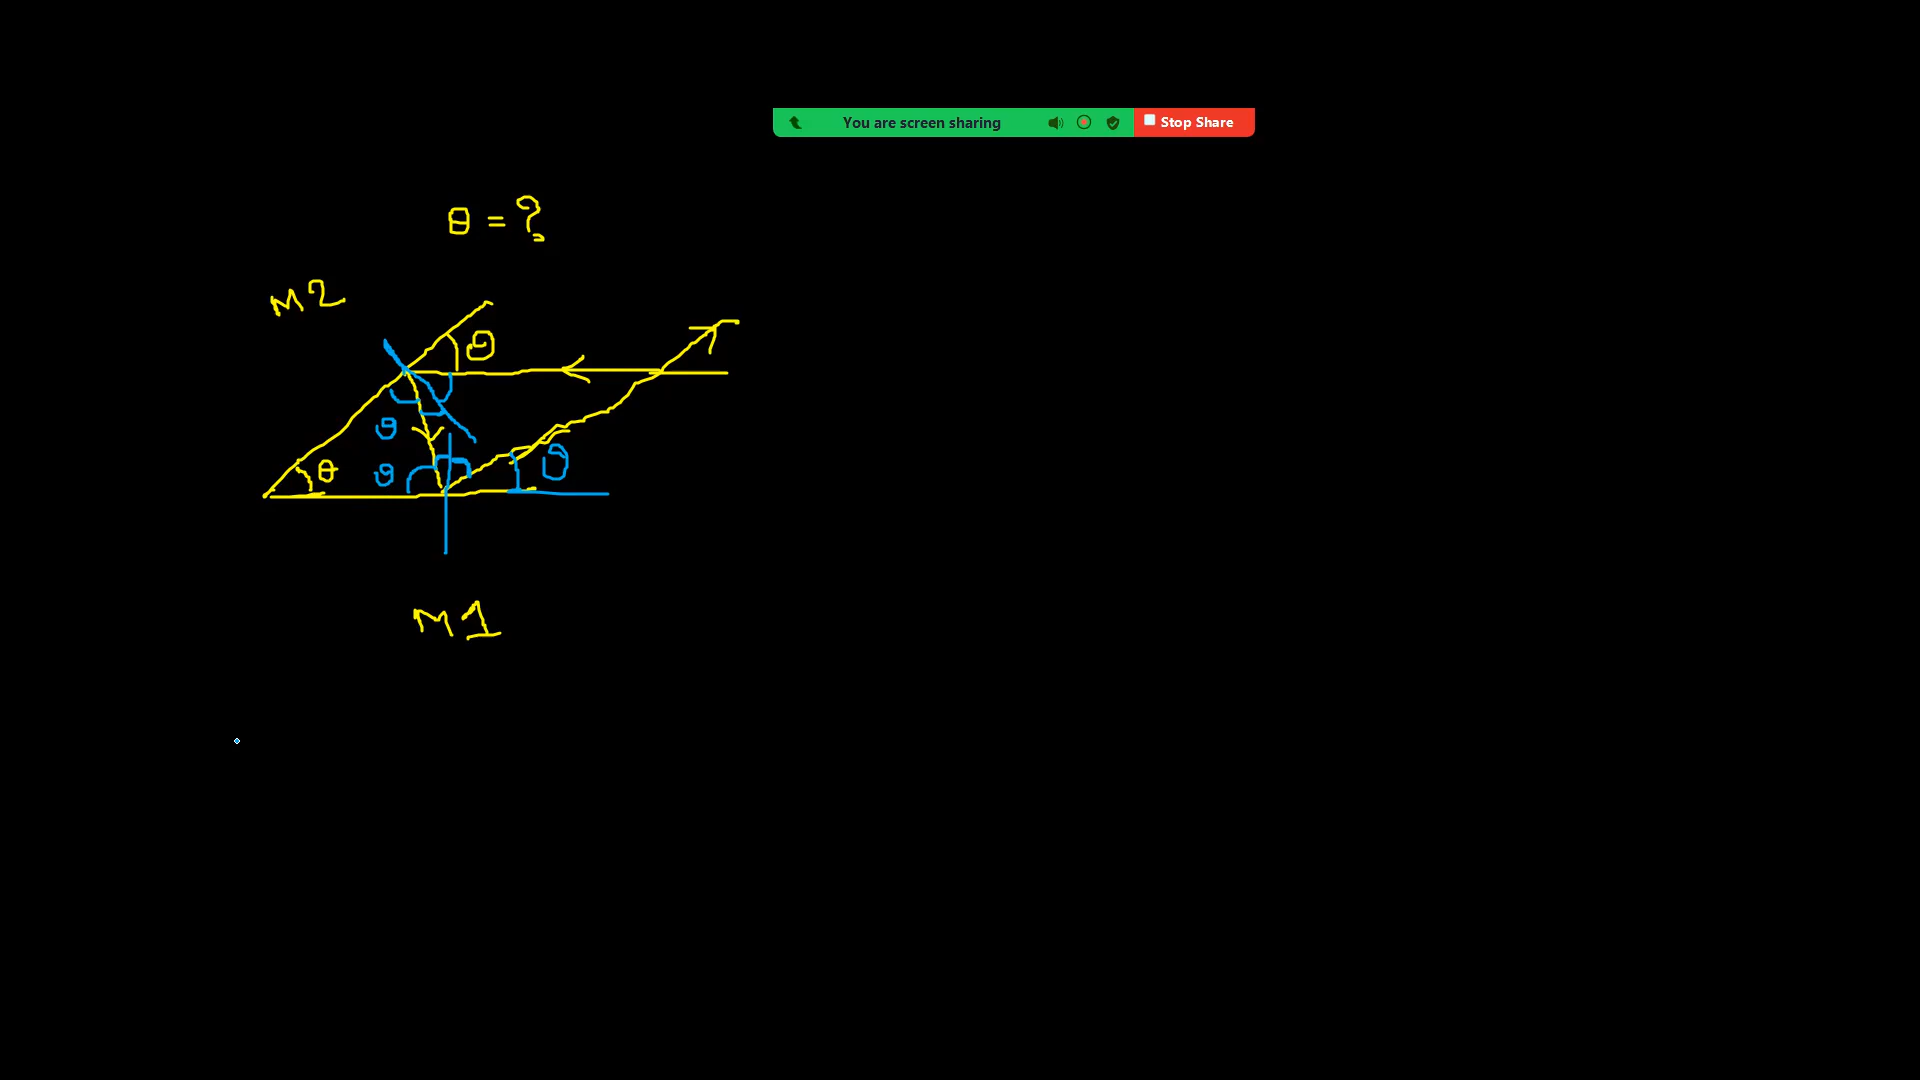 You are screen sharing Stop Share
θ = ?
M2
θ
θ
θ
θ θ θ
M1